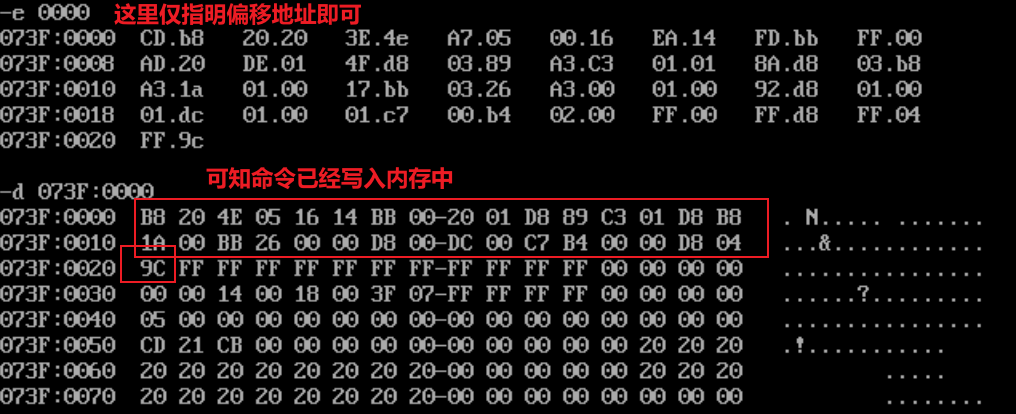 -e 0000 这里仅指明偏移地址即可
073F:0000 CD.b8 20.20 3E.4e A7.05 00.16 EA.14 FD.bb FF.00
073F:0008 AD.20 DE.01 4F.d8 03.89 A3.C3 01.01 8A.d8 03.b8
073F:0010 A3.1a 01.00 17.bb 03.26 A3.00 01.00 92.d8 01.00
073F:0018 01.dc 01.00 01.c7 00.b4 02.00 FF.00 FF.d8 FF.04
073F:0020 FF.9c
可知命令已经写入内存中
-d 073F:0000
073F:0000 B8 20 4E 05 16 14 BB 00-20 01 D8 89 C3 01 D8 B8 . N..... .......
073F:0010 1A 00 BB 26 00 00 D8 00-DC 00 C7 B4 00 00 D8 04 ...&............
073F:0020 9C FF FF FF FF FF FF FF-FF FF FF FF 00 00 00 00 ................
073F:0030 00 00 14 00 18 00 3F 07-FF FF FF FF 00 00 00 00 ......?.........
073F:0040 05 00 00 00 00 00 00 00-00 00 00 00 00 00 00 00 ................
073F:0050 CD 21 CB 00 00 00 00 00-00 00 00 00 00 20 20 20 .!...........
073F:0060 20 20 20 20 20 20 20 20-00 00 00 00 00 20 20 20 .....
073F:0070 20 20 20 20 20 20 20 20-00 00 00 00 00 00 00 00 ........